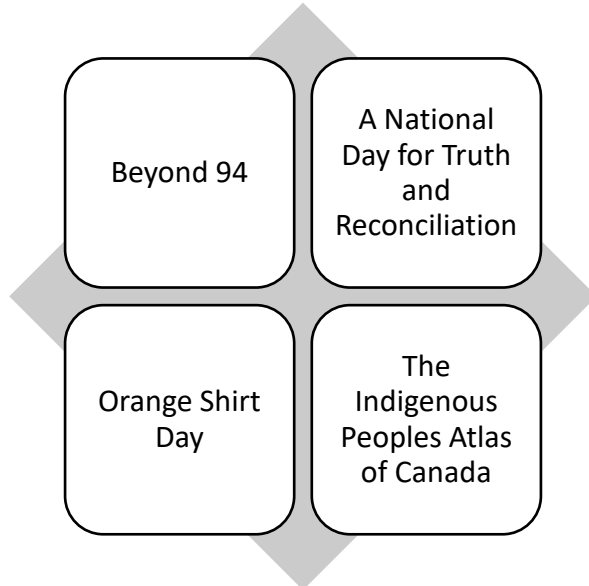 Beyond 94
A National
Day for Truth
and
Reconciliation
Orange Shirt
Day
The
Indigenous
Peoples Atlas
of Canada